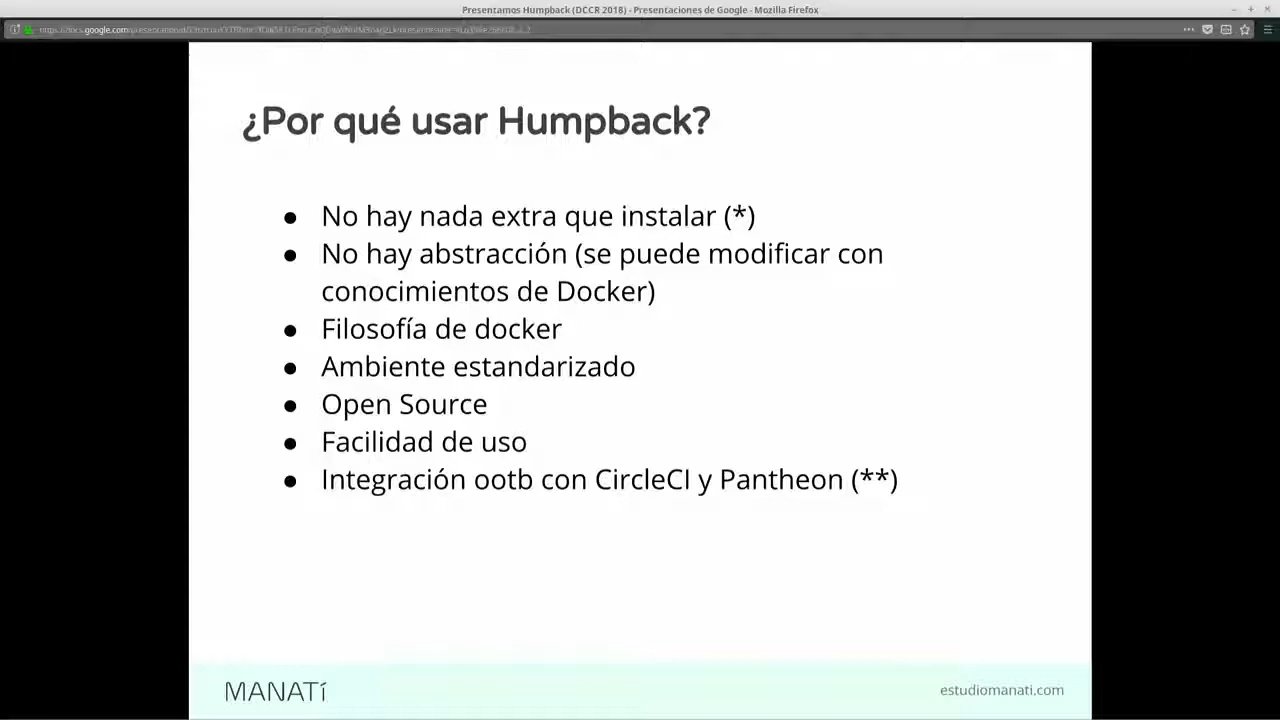 Presentamos Humpback (DCCR 2018) - Presentaciones de Google - Mozilla Firefox
¿Por qué usar Humpback?
● No hay nada extra que instalar (*)
● No hay abstracción (se puede modificar con
conocimientos de Docker)
● Filosofía de docker
● Ambiente estandarizado
● Open Source
● Facilidad de uso
● Integración ootb con CircleCI y Pantheon (**)
MANATí
estudiomanati.com